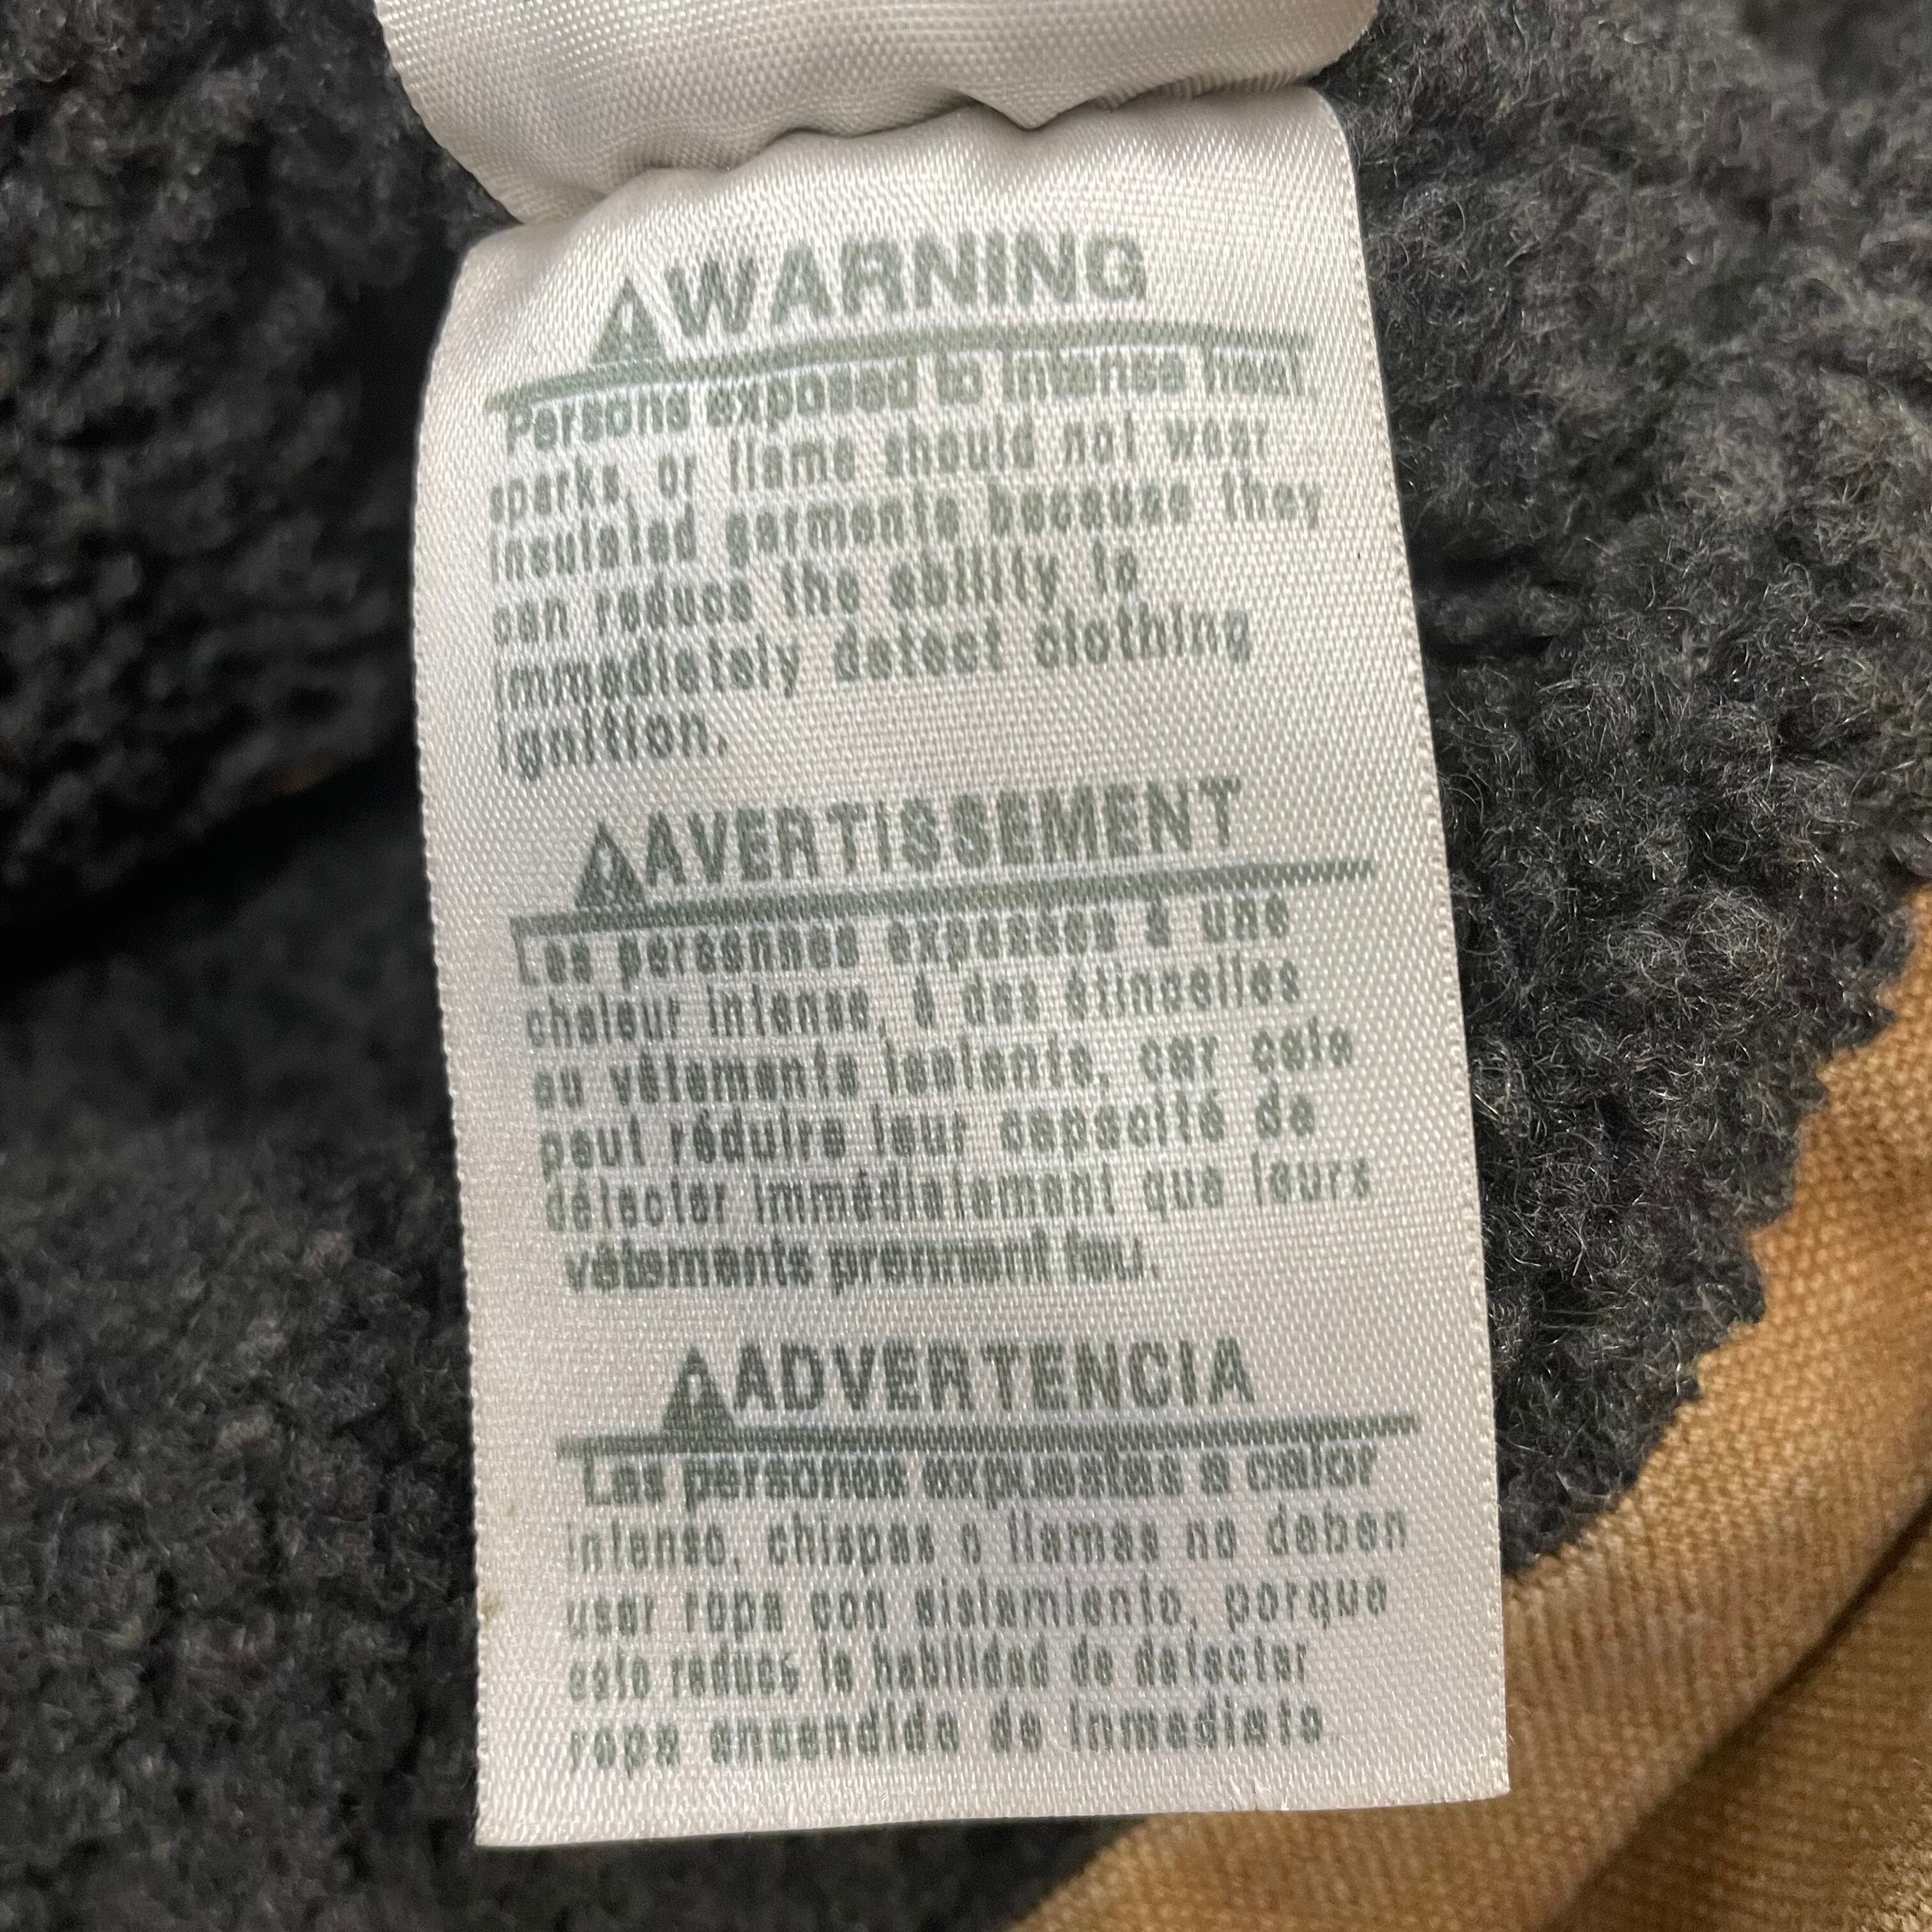 WARNING
Persons exposed to intense heat
sparks, or flame should not wear
insulated garments because they
can reduce the ability to
immediately detect clothing
ignition.
AVERTISSEMENT
Les personnes exposées à une
chaleur intense, à des étincelles
ou vêtements isolants, car cela
peut réduire leur capacité de
détecter immédiatement que leurs
vêtements prennent feu.
ADVERTENCIA
Las personas expuestas a calor
intenso, chispas o llamas no deben
usar ropa con aislamiento, porque
esto reduce la habilidad de detectar
ropa encendida de inmediato